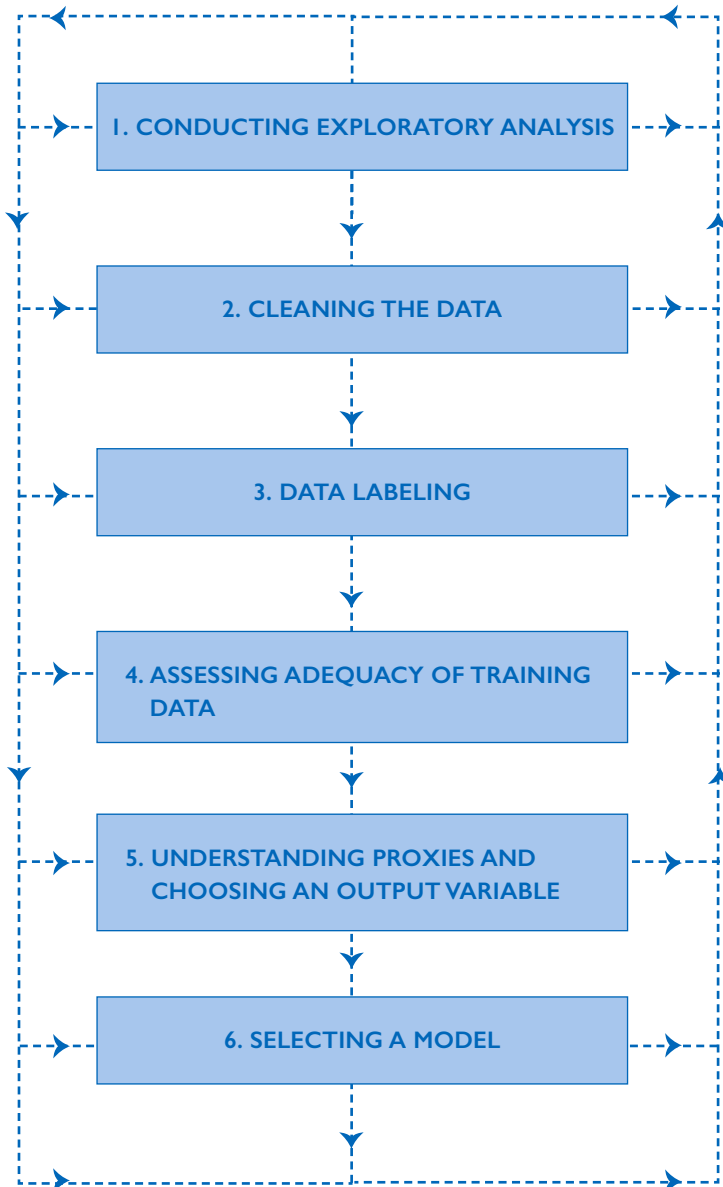 1. CONDUCTING EXPLORATORY ANALYSIS
2. CLEANING THE DATA
3. DATA LABELING
4. ASSESSING ADEQUACY OF TRAINING
DATA
5. UNDERSTANDING PROXIES AND
CHOOSING AN OUTPUT VARIABLE
6. SELECTING A MODEL